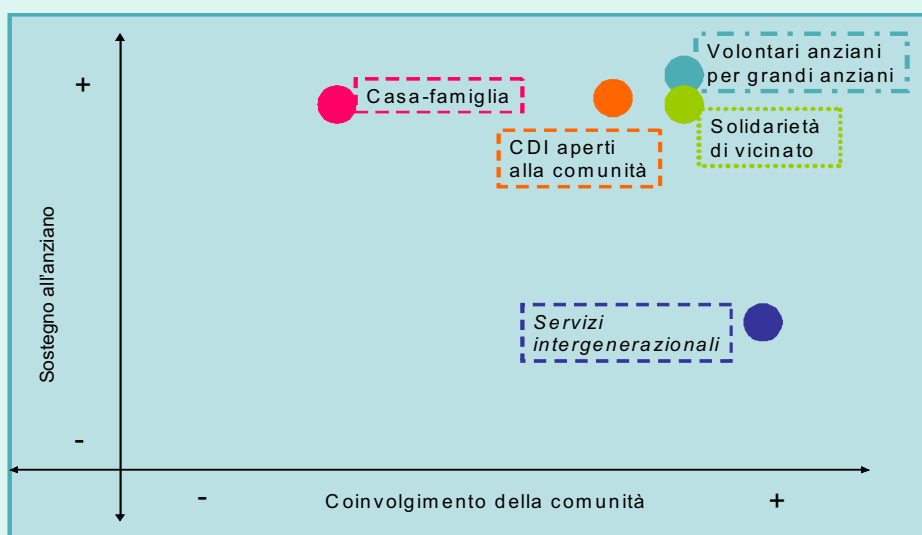 Volontari anziani
per grandi anziani
+
Casa-famiglia
Solidarietà
di vicinato
CDI aperti
alla comunità
Sostegno all'anziano
Servizi
intergenerazionali
-
-
Coinvolgimento della comunità
+